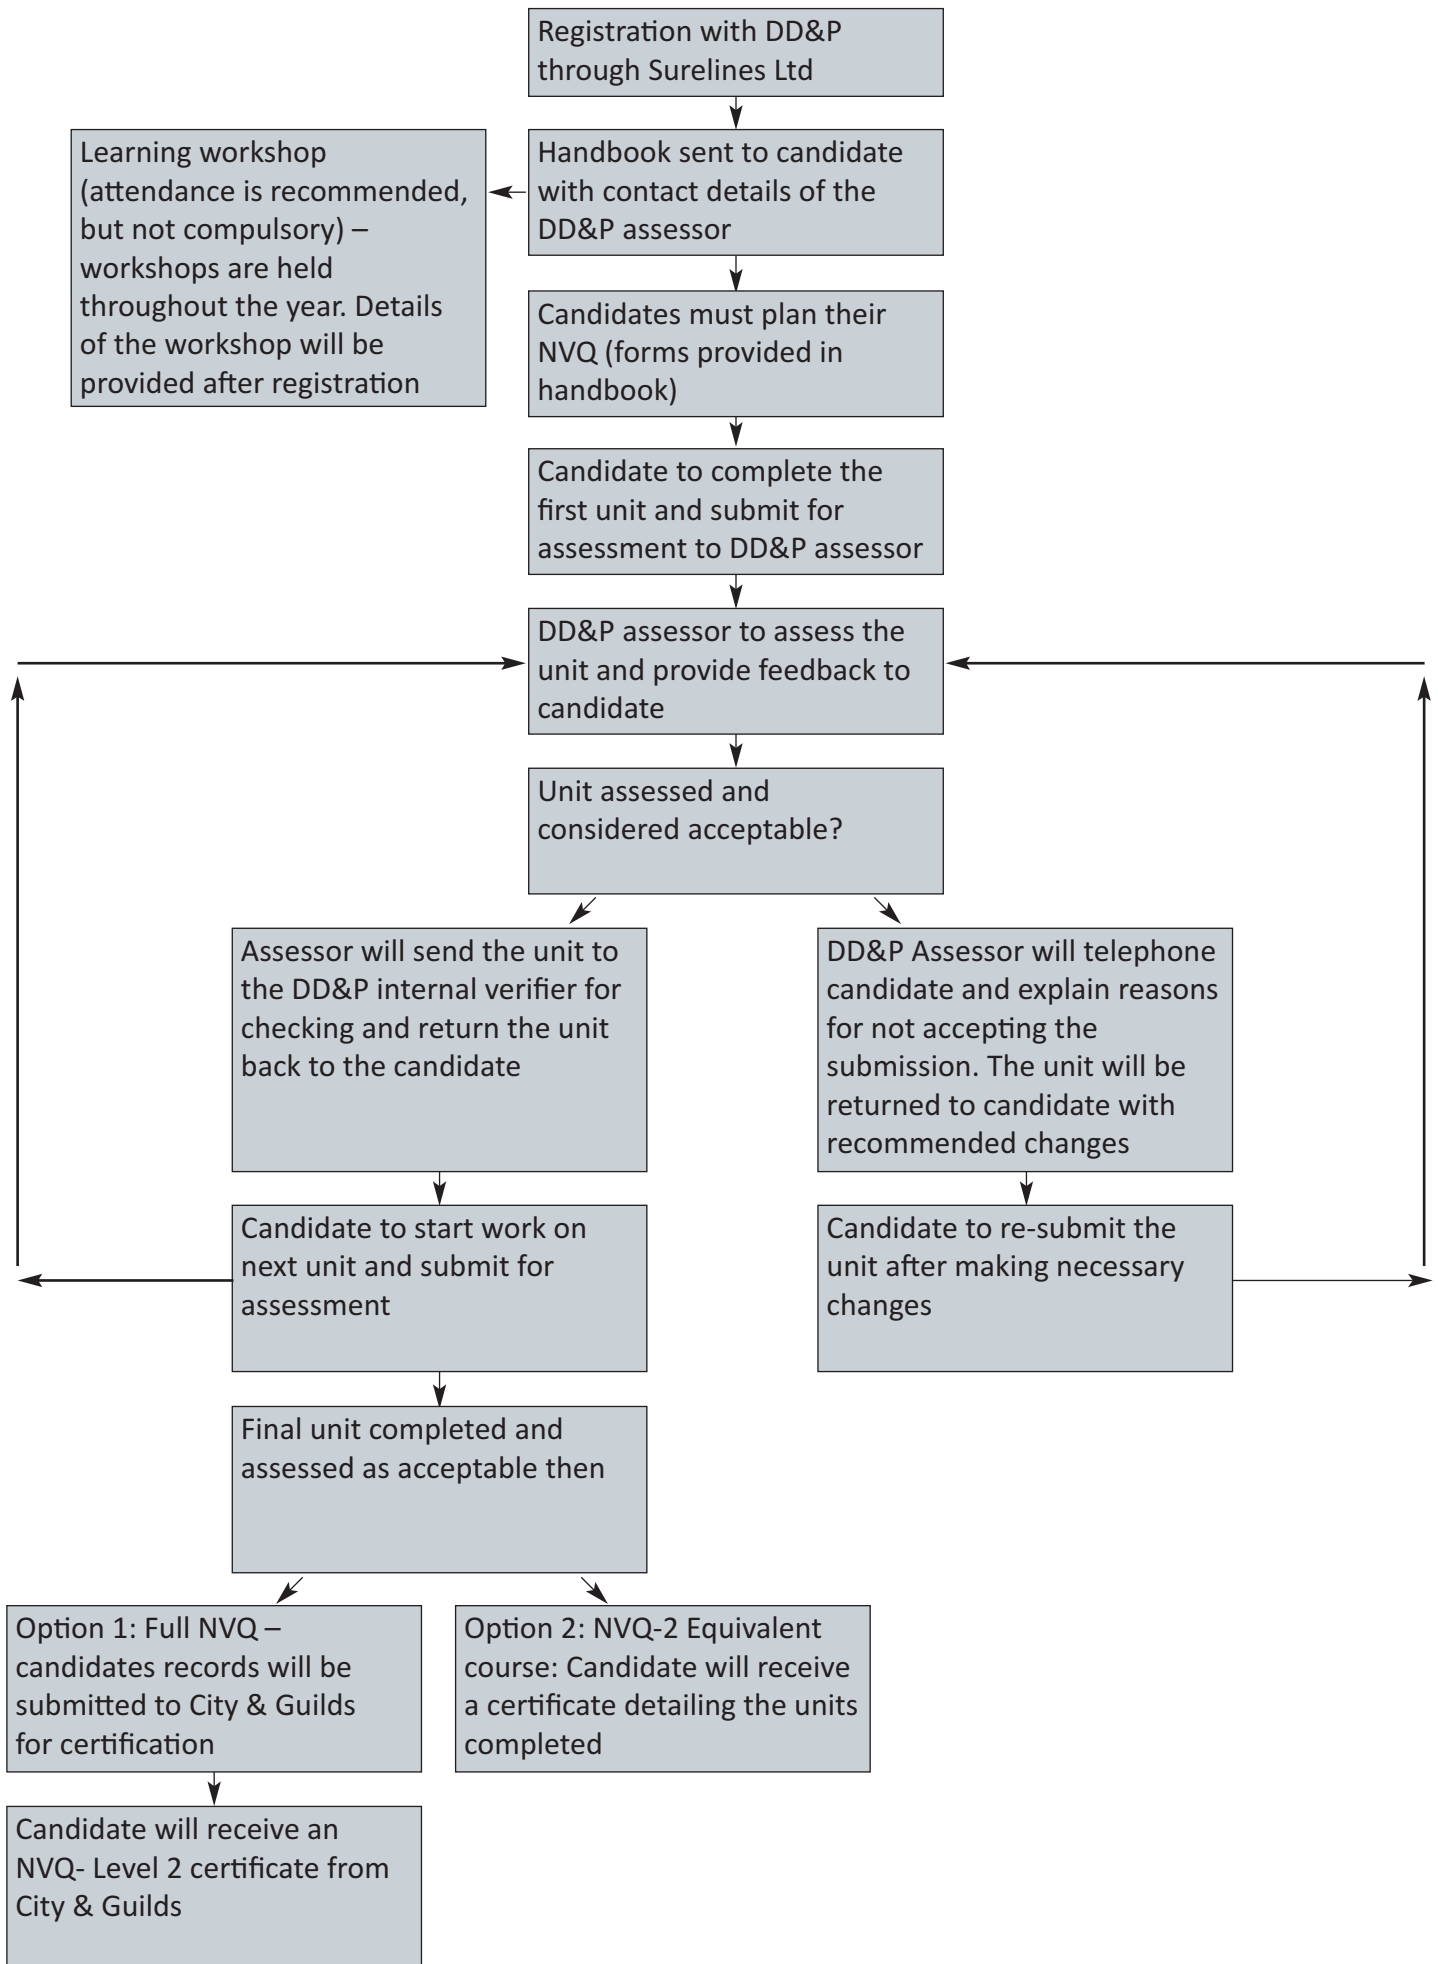 Registration with DD&P
through Surelines Ltd
Learning workshop
(attendance is recommended,
but not compulsory) –
workshops are held
throughout the year. Details
of the workshop will be
provided after registration
Handbook sent to candidate
with contact details of the
DD&P assessor
Candidates must plan their
NVQ (forms provided in
handbook)
Candidate to complete the
first unit and submit for
assessment to DD&P assessor
DD&P assessor to assess the
unit and provide feedback to
candidate
Unit assessed and
considered acceptable?
Assessor will send the unit to
the DD&P internal verifier for
checking and return the unit
back to the candidate
DD&P Assessor will telephone
candidate and explain reasons
for not accepting the
submission. The unit will be
returned to candidate with
recommended changes
Candidate to start work on
next unit and submit for
assessment
Candidate to re-submit the
unit after making necessary
changes
Final unit completed and
assessed as acceptable then
Option 1: Full NVQ –
candidates records will be
submitted to City & Guilds
for certification
Option 2: NVQ-2 Equivalent
course: Candidate will receive
a certificate detailing the units
completed
Candidate will receive an
NVQ- Level 2 certificate from
City & Guilds